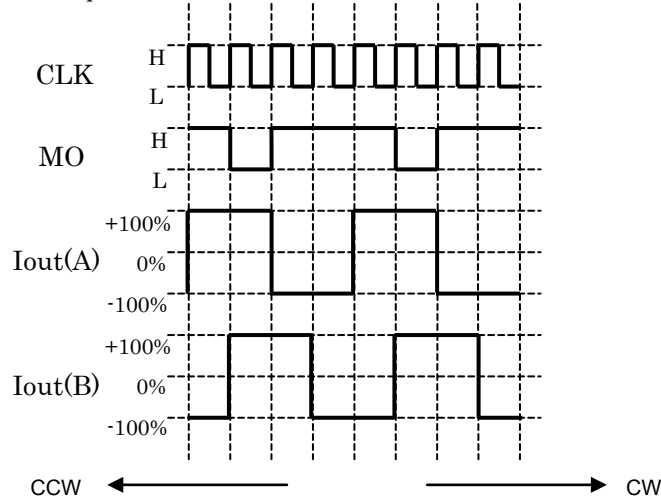 H
CLK
L
H
MO
L
+100%
Iout(A)
0%
-100%
+100%
Iout(B)
0%
-100%
CCW
CW